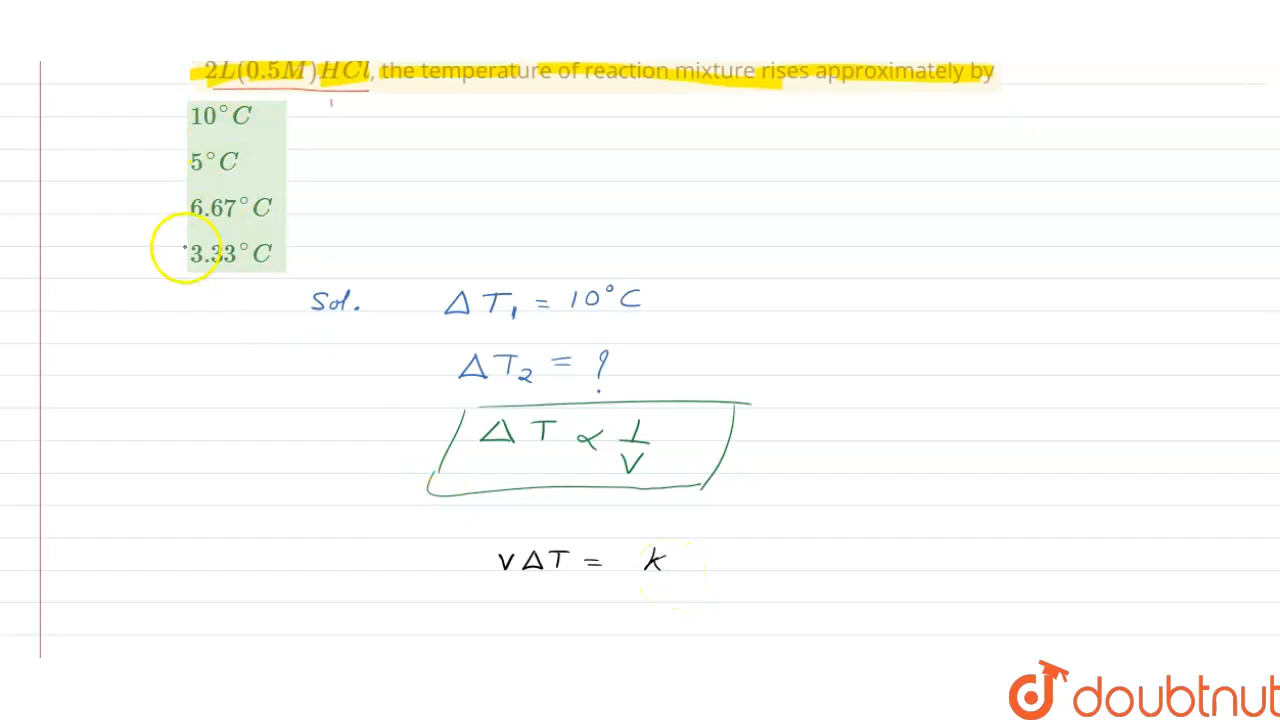 2L(0.5M)HCl, the temperature of reaction mixture rises approximately by
10°C
5°C
6.67°C
3.33°C
Sol. ΔT₁ = 10°C
ΔT₂ = ?
ΔT ∝ 1/V
VΔT = k
doubtnut